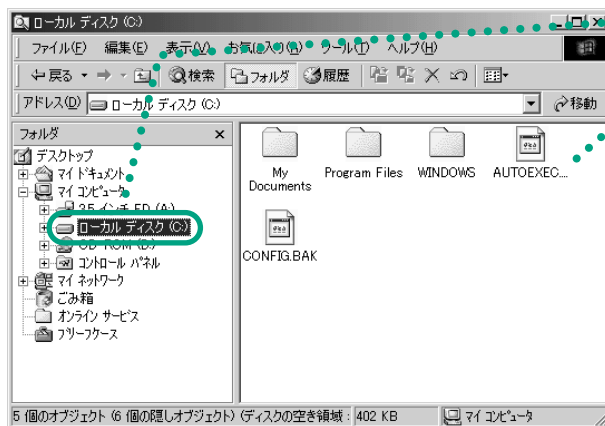 ローカル ディスク (C:)
ファイル(F) 編集(E) 表示(V) お気に入り(A) ツール(T) ヘルプ(H)
戻る 検索 フォルダ 履歴
アドレス(D) ローカル ディスク (C:) 移動
フォルダ ×
デスクトップ
マイ ドキュメント
マイ コンピュータ
3.5 インチ FD (A:)
ローカル ディスク (C:)
CD-ROM (D:)
コントロール パネル
マイ ネットワーク
ごみ箱
オンライン サービス
ブリーフケース
My Documents
Program Files
WINDOWS
AUTOEXEC....
CONFIG.BAK
5 個のオブジェクト (6 個の隠しオブジェクト) (ディスクの空き領域: 402 KB マイ コンピュータ